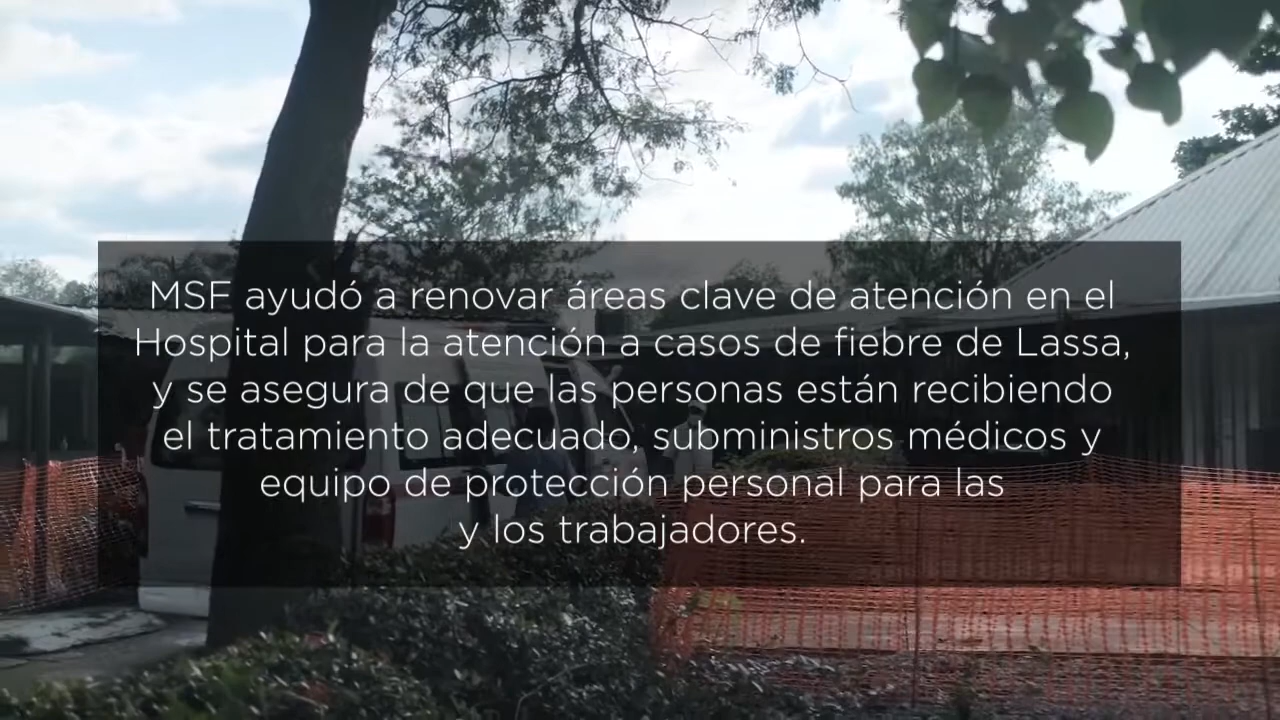 MSF ayudó a renovar áreas clave de atención en el
Hospital para la atención a casos de fiebre de Lassa,
y se asegura de que las personas están recibiendo
el tratamiento adecuado, subministros médicos y
equipo de protección personal para las
y los trabajadores.